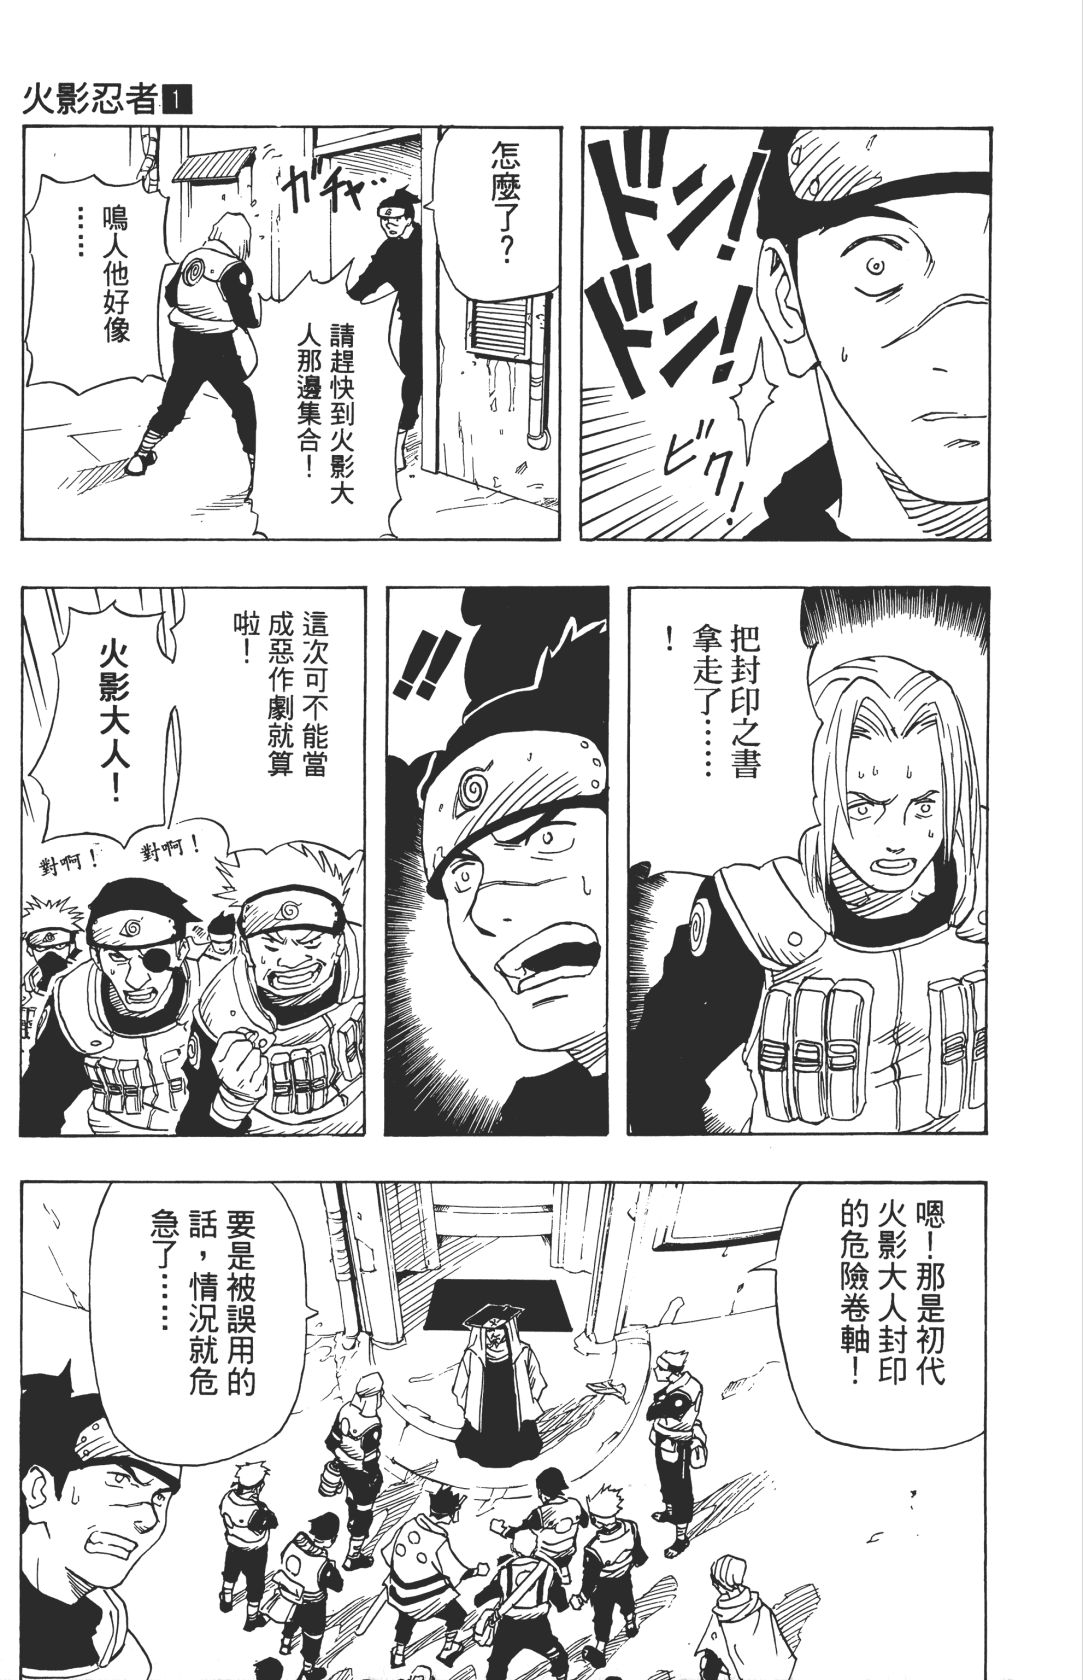 火影忍者1
ドン!
ドン!
ビク!
怎麼了?
ガチャ‥
請趕快到火影大
人那邊集合!
鳴人他好像
……
把封印之書
拿走了……
!
!!
這次可不能當
成惡作劇就算
啦!
火影大人!
對啊!
對啊!
嗯!那是初代
火影大人封印
的危險卷軸!
要是被誤用的
話,情況就危
急了……